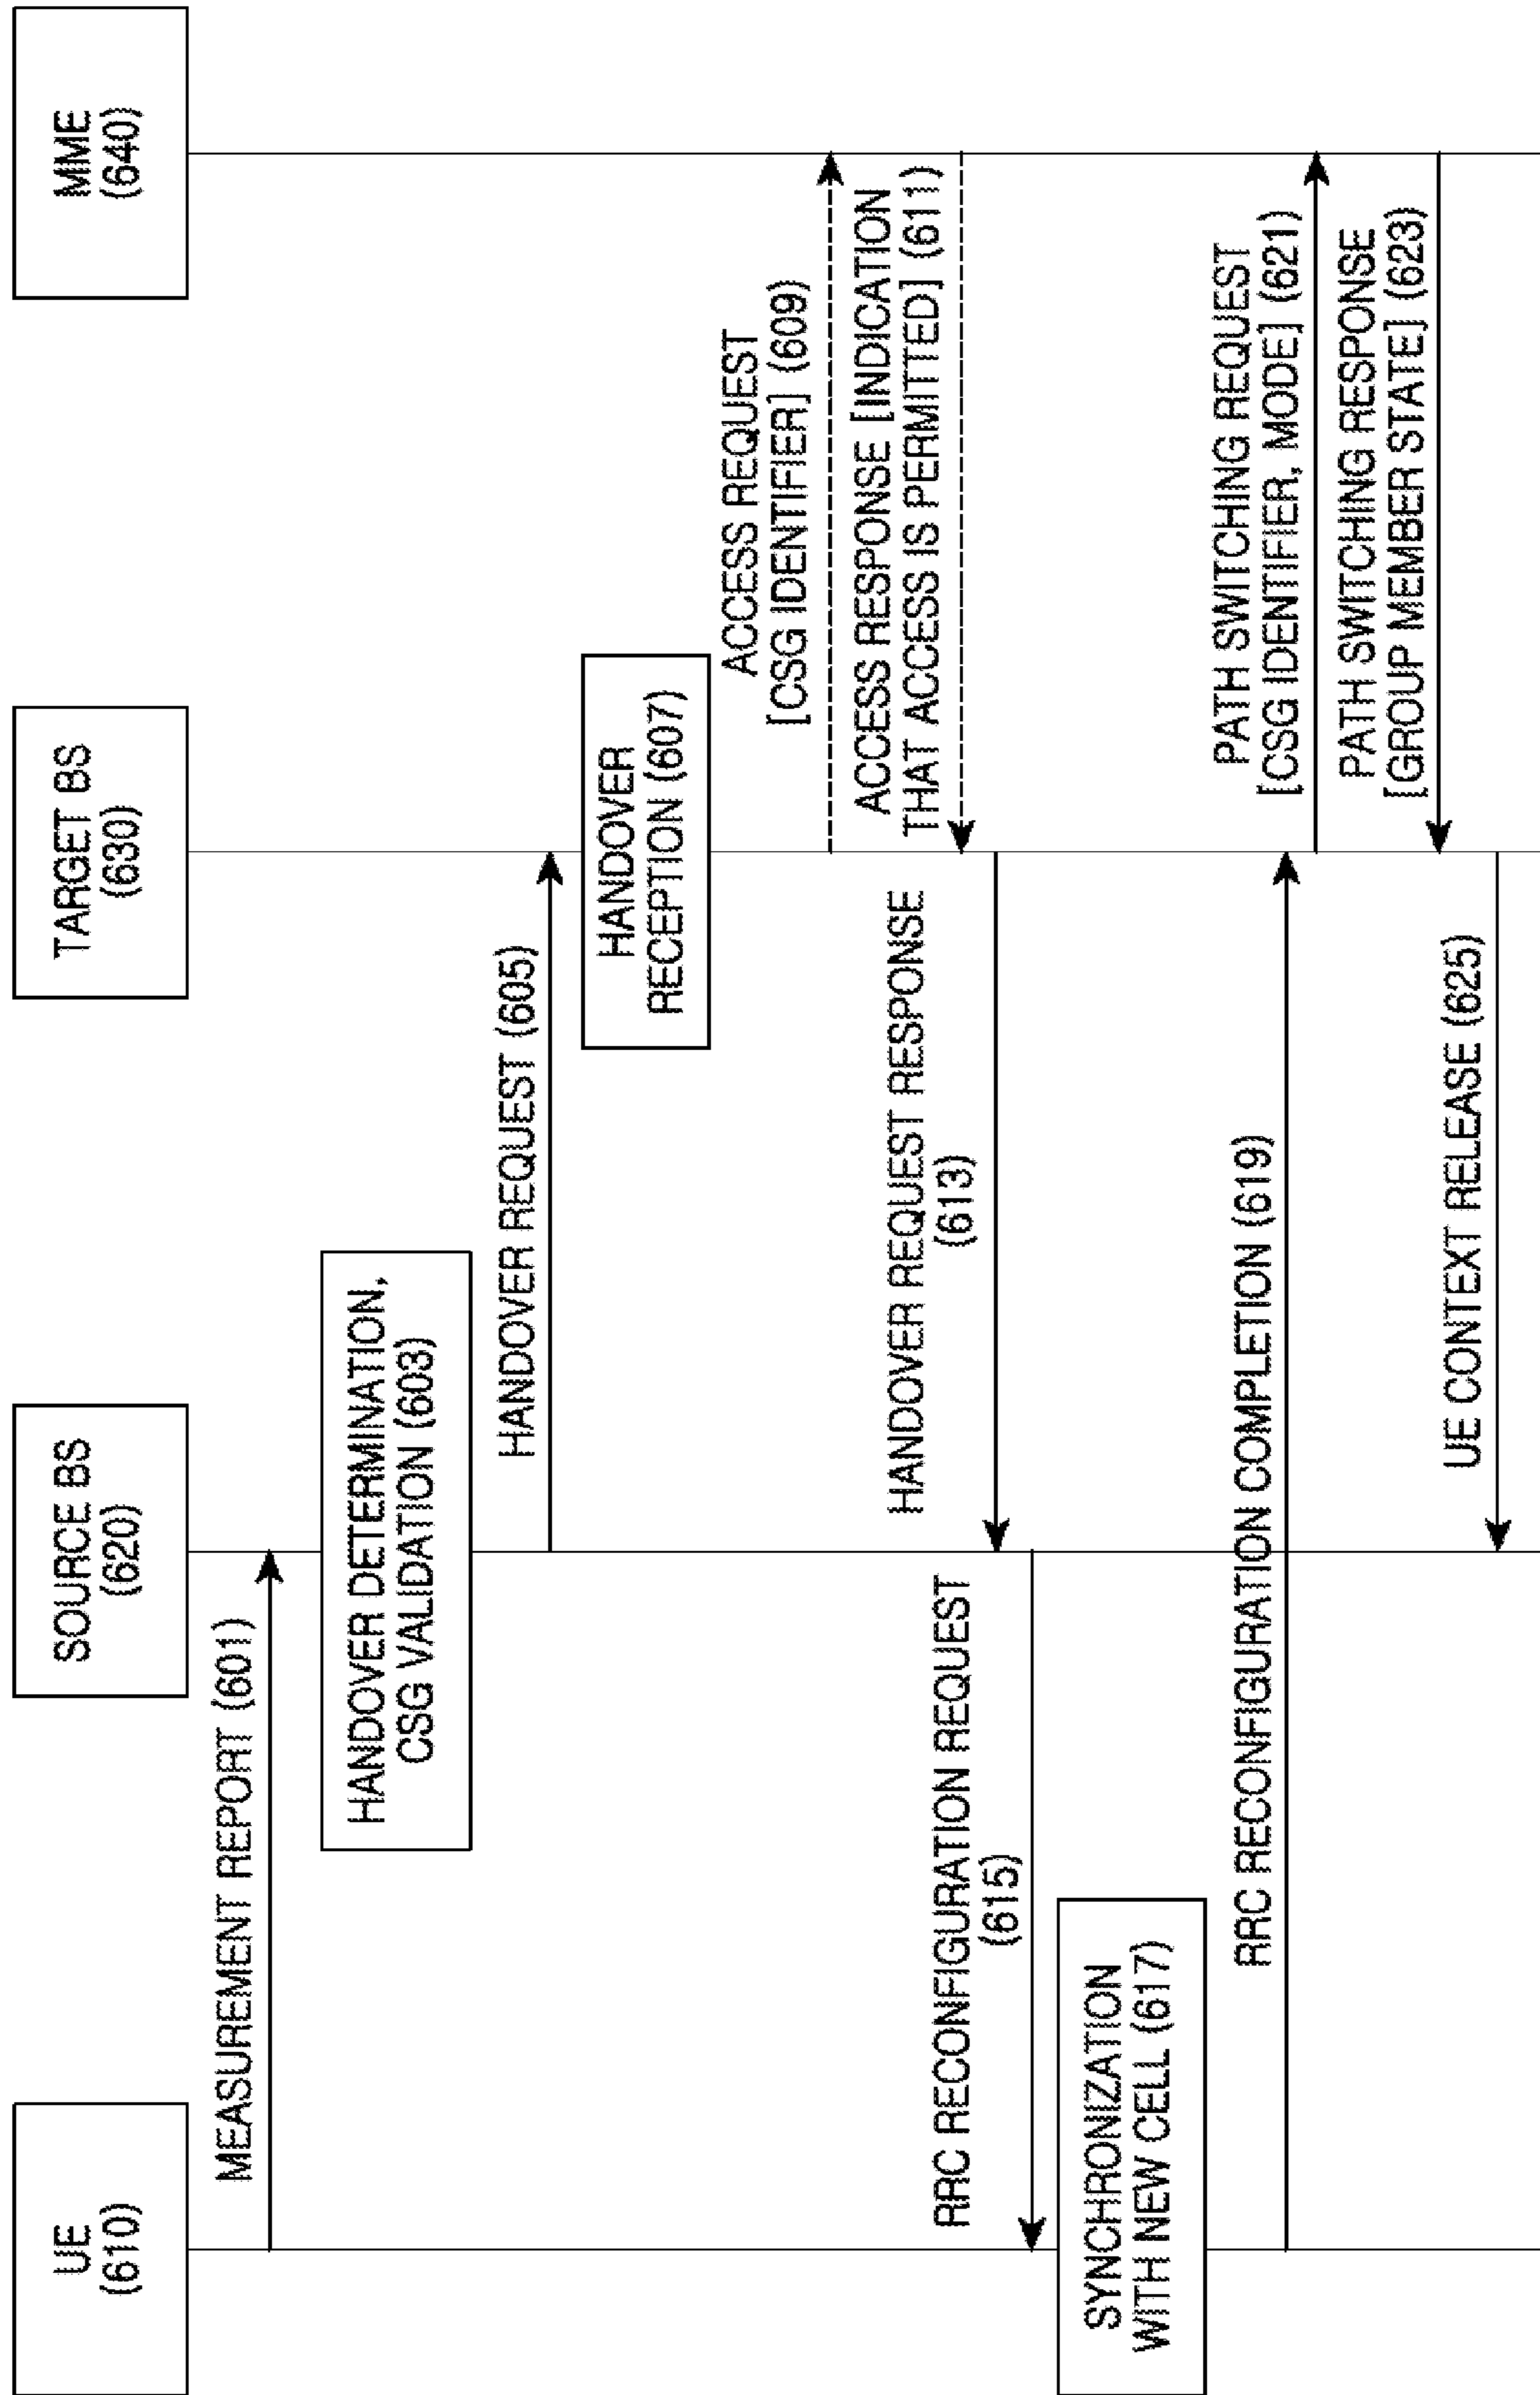 UE
(610)
SOURCE BS
(620)
TARGET BS
(630)
MME
(640)
MEASUREMENT REPORT (601)
HANDOVER DETERMINATION,
CSG VALIDATION (603)
HANDOVER REQUEST (605)
HANDOVER
RECEPTION (607)
ACCESS REQUEST
[CSG IDENTIFIER] (609)
ACCESS RESPONSE [INDICATION
THAT ACCESS IS PERMITTED] (611)
HANDOVER REQUEST RESPONSE
(613)
RRC RECONFIGURATION REQUEST
(615)
SYNCHRONIZATION
WITH NEW CELL (617)
RRC RECONFIGURATION COMPLETION (619)
PATH SWITCHING REQUEST
[CSG IDENTIFIER, MODE] (621)
PATH SWITCHING RESPONSE
[GROUP MEMBER STATE] (623)
UE CONTEXT RELEASE (625)